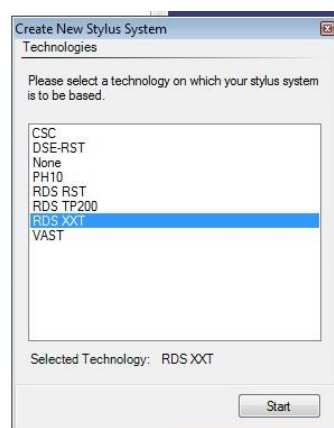 Create New Stylus System
Technologies
Please select a technology on which your stylus system
is to be based.
CSC
DSE-RST
None
PH10
RDS RST
RDS TP200
RDS XXT
VAST
Selected Technology: RDS XXT
Start